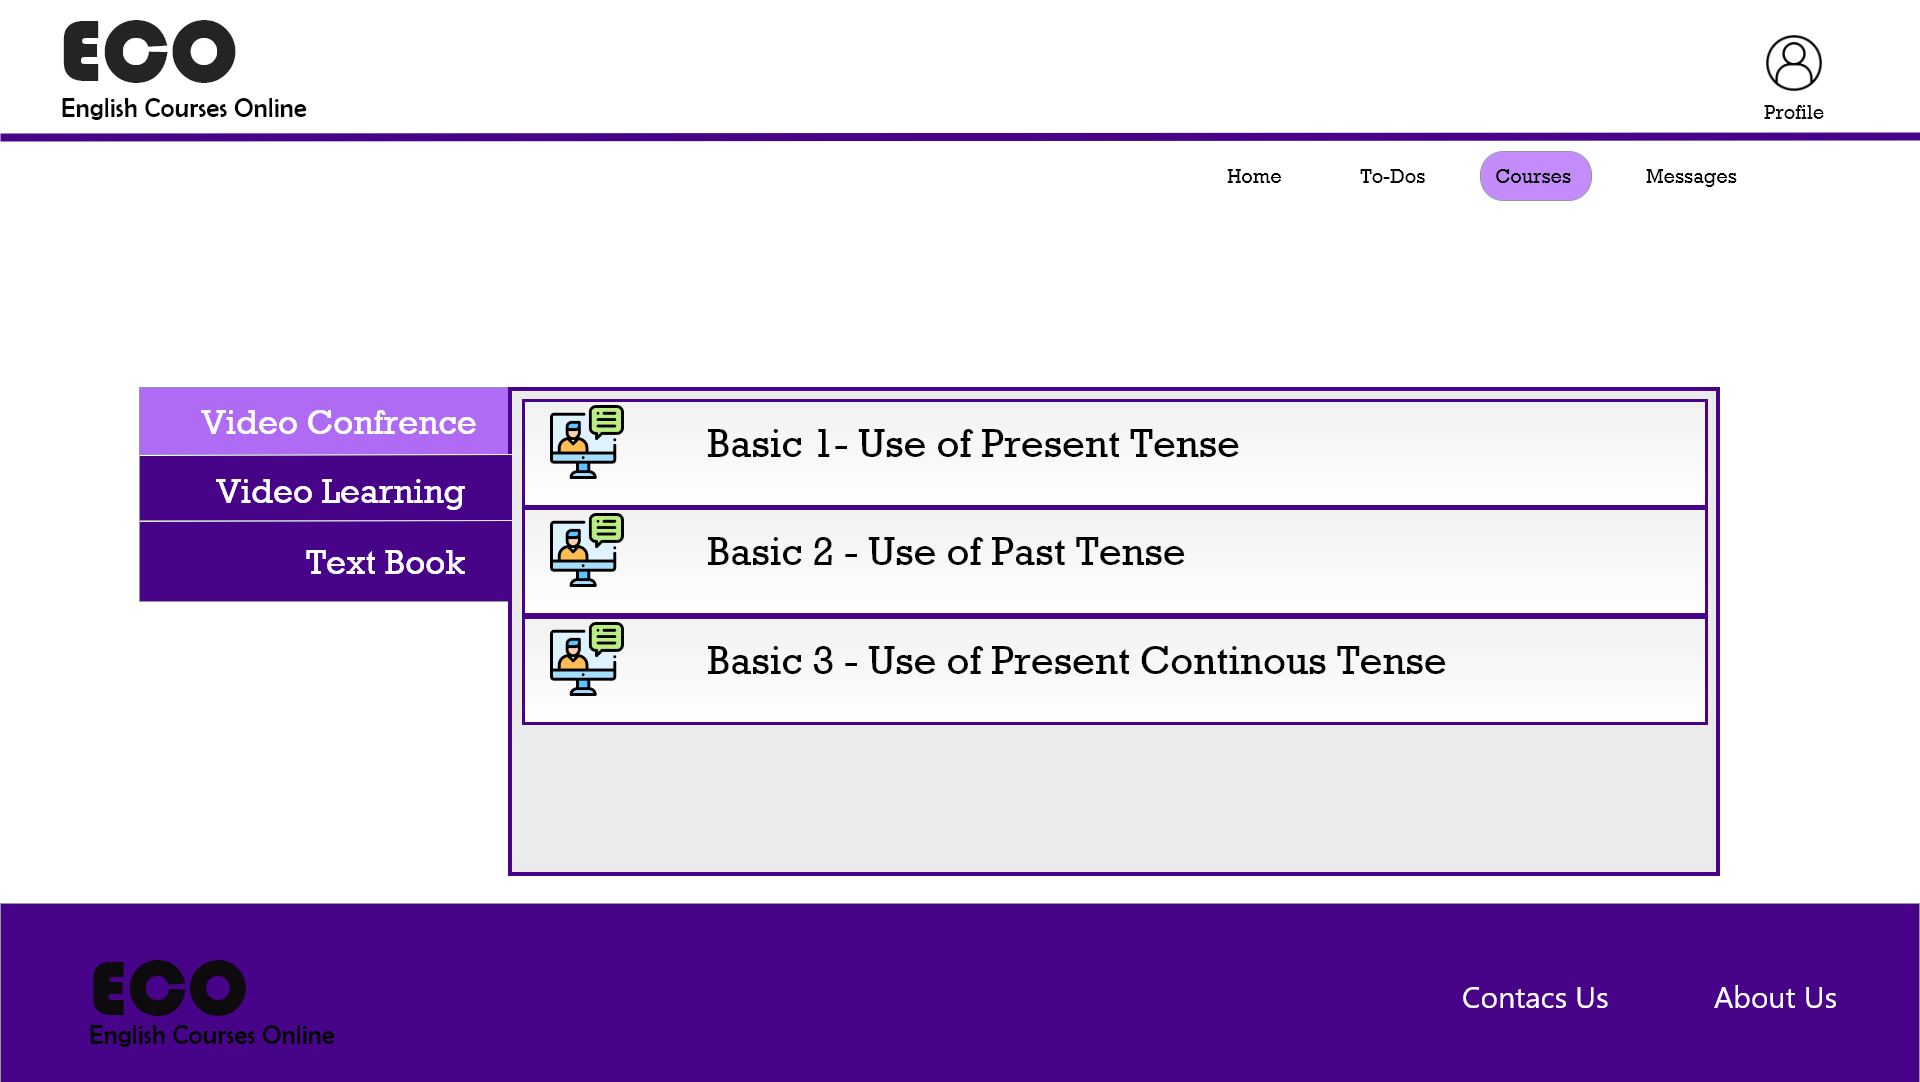 ECO
English Courses Online
Profile
Home
To-Dos
Courses
Messages
Video Confrence
Video Learning
Text Book
Basic 1- Use of Present Tense
Basic 2 - Use of Past Tense
Basic 3 - Use of Present Continous Tense
ECO
English Courses Online
Contacs Us
About Us